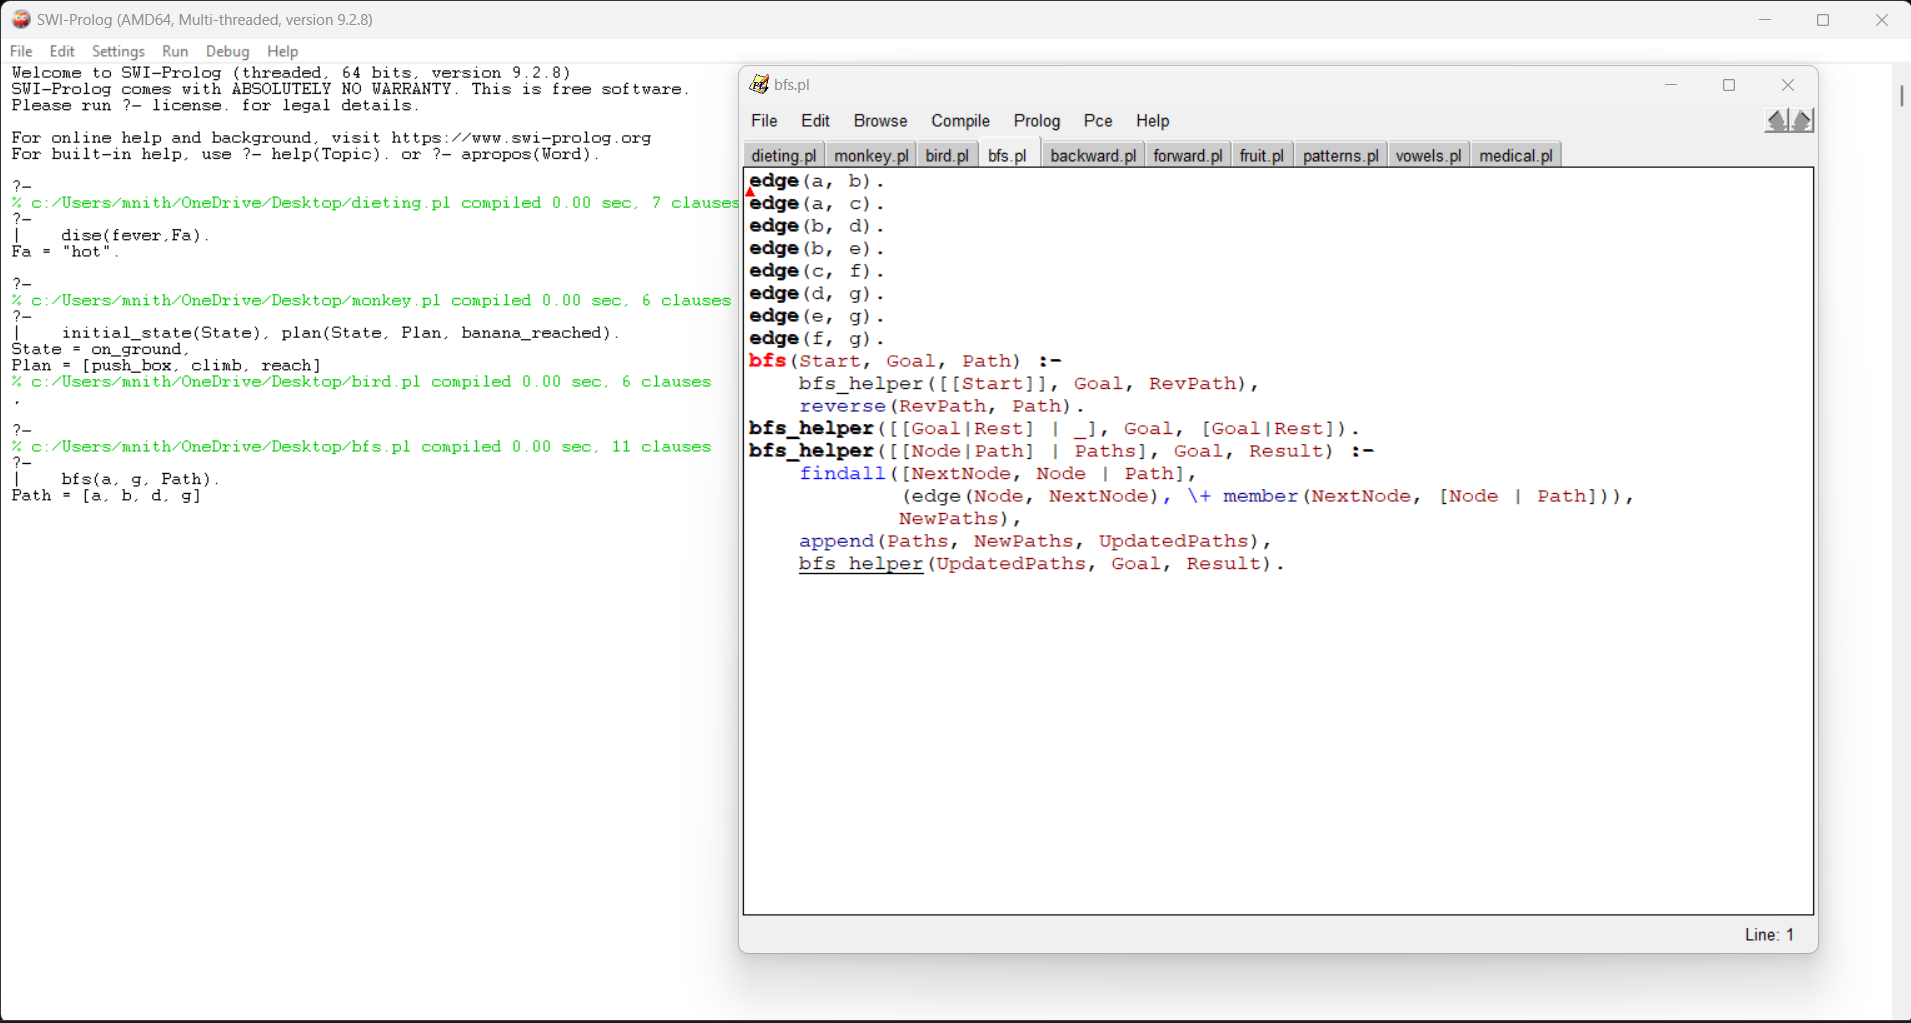 SWI-Prolog (AMD64, Multi-threaded, version 9.2.8)
File Edit Settings Run Debug Help
Welcome to SWI-Prolog (threaded, 64 bits, version 9.2.8)
SWI-Prolog comes with ABSOLUTELY NO WARRANTY. This is free software.
Please run ?- license. for legal details.
For online help and background, visit https://www.swi-prolog.org
For built-in help, use ?- help(Topic). or ?- apropos(Word).
?-
% c:/Users/mnith/OneDrive/Desktop/dieting.pl compiled 0.00 sec, 7 clauses
?-
|    dise(fever,Fa).
Fa = "hot".
?-
% c:/Users/mnith/OneDrive/Desktop/monkey.pl compiled 0.00 sec, 6 clauses
?-
|    initial_state(State), plan(State, Plan, banana_reached).
State = on_ground,
Plan = [push_box, climb, reach]
% c:/Users/mnith/OneDrive/Desktop/bird.pl compiled 0.00 sec, 6 clauses
.
?-
% c:/Users/mnith/OneDrive/Desktop/bfs.pl compiled 0.00 sec, 11 clauses
?-
|    bfs(a, g, Path).
Path = [a, b, d, g]
bfs.pl
File Edit Browse Compile Prolog Pce Help
dieting.pl monkey.pl bird.pl bfs.pl backward.pl forward.pl fruit.pl patterns.pl vowels.pl medical.pl
edge(a, b).
edge(a, c).
edge(b, d).
edge(b, e).
edge(c, f).
edge(d, g).
edge(e, g).
edge(f, g).
bfs(Start, Goal, Path) :-
    bfs_helper([[Start]], Goal, RevPath),
    reverse(RevPath, Path).
bfs_helper([[Goal|Rest] | _], Goal, [Goal|Rest]).
bfs_helper([[Node|Path] | Paths], Goal, Result) :-
    findall([NextNode, Node | Path],
            (edge(Node, NextNode), \+ member(NextNode, [Node | Path])),
            NewPaths),
    append(Paths, NewPaths, UpdatedPaths),
    bfs_helper(UpdatedPaths, Goal, Result).
Line: 1